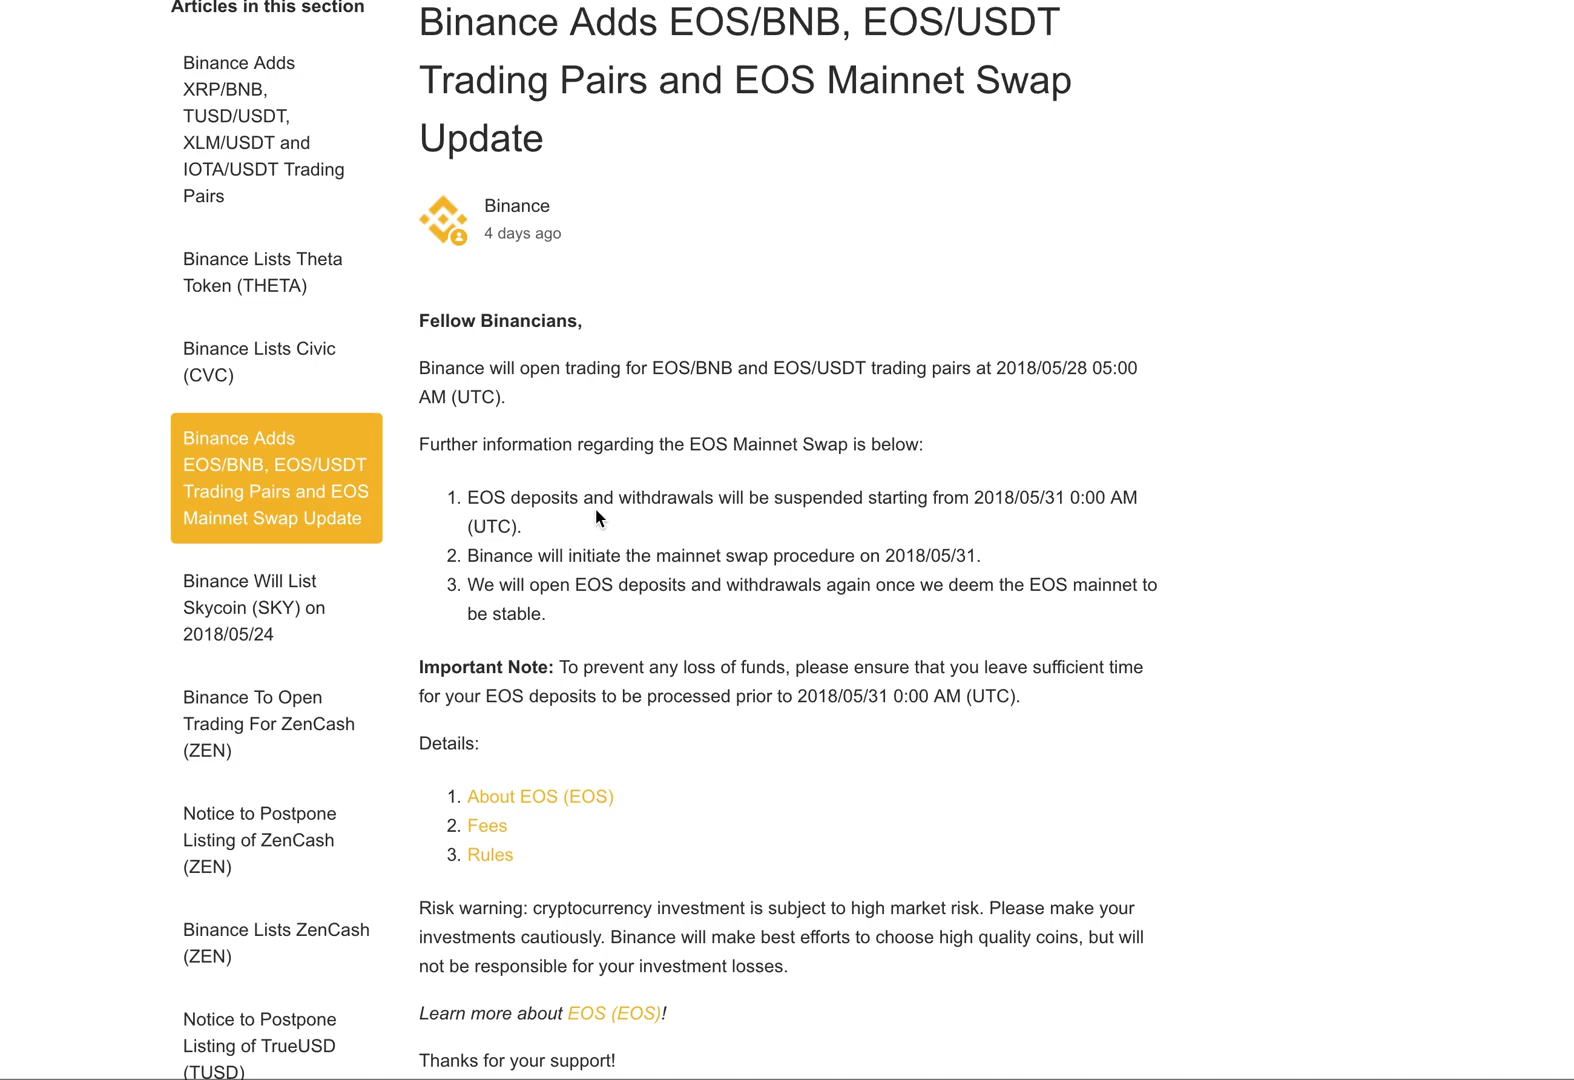 Articles in this section
Binance Adds
XRP/BNB,
TUSD/USDT,
XLM/USDT and
IOTA/USDT Trading
Pairs
Binance Lists Theta
Token (THETA)
Binance Lists Civic
(CVC)
Binance Adds
EOS/BNB, EOS/USDT
Trading Pairs and EOS
Mainnet Swap Update
Binance Will List
Skycoin (SKY) on
2018/05/24
Binance To Open
Trading For ZenCash
(ZEN)
Notice to Postpone
Listing of ZenCash
(ZEN)
Binance Lists ZenCash
(ZEN)
Notice to Postpone
Listing of TrueUSD
(TUSD)
Binance Adds EOS/BNB, EOS/USDT
Trading Pairs and EOS Mainnet Swap
Update
Binance
4 days ago
Fellow Binancians,
Binance will open trading for EOS/BNB and EOS/USDT trading pairs at 2018/05/28 05:00
AM (UTC).
Further information regarding the EOS Mainnet Swap is below:
1. EOS deposits and withdrawals will be suspended starting from 2018/05/31 0:00 AM
(UTC).
2. Binance will initiate the mainnet swap procedure on 2018/05/31.
3. We will open EOS deposits and withdrawals again once we deem the EOS mainnet to
be stable.
Important Note: To prevent any loss of funds, please ensure that you leave sufficient time
for your EOS deposits to be processed prior to 2018/05/31 0:00 AM (UTC).
Details:
1. About EOS (EOS)
2. Fees
3. Rules
Risk warning: cryptocurrency investment is subject to high market risk. Please make your
investments cautiously. Binance will make best efforts to choose high quality coins, but will
not be responsible for your investment losses.
Learn more about EOS (EOS)!
Thanks for your support!